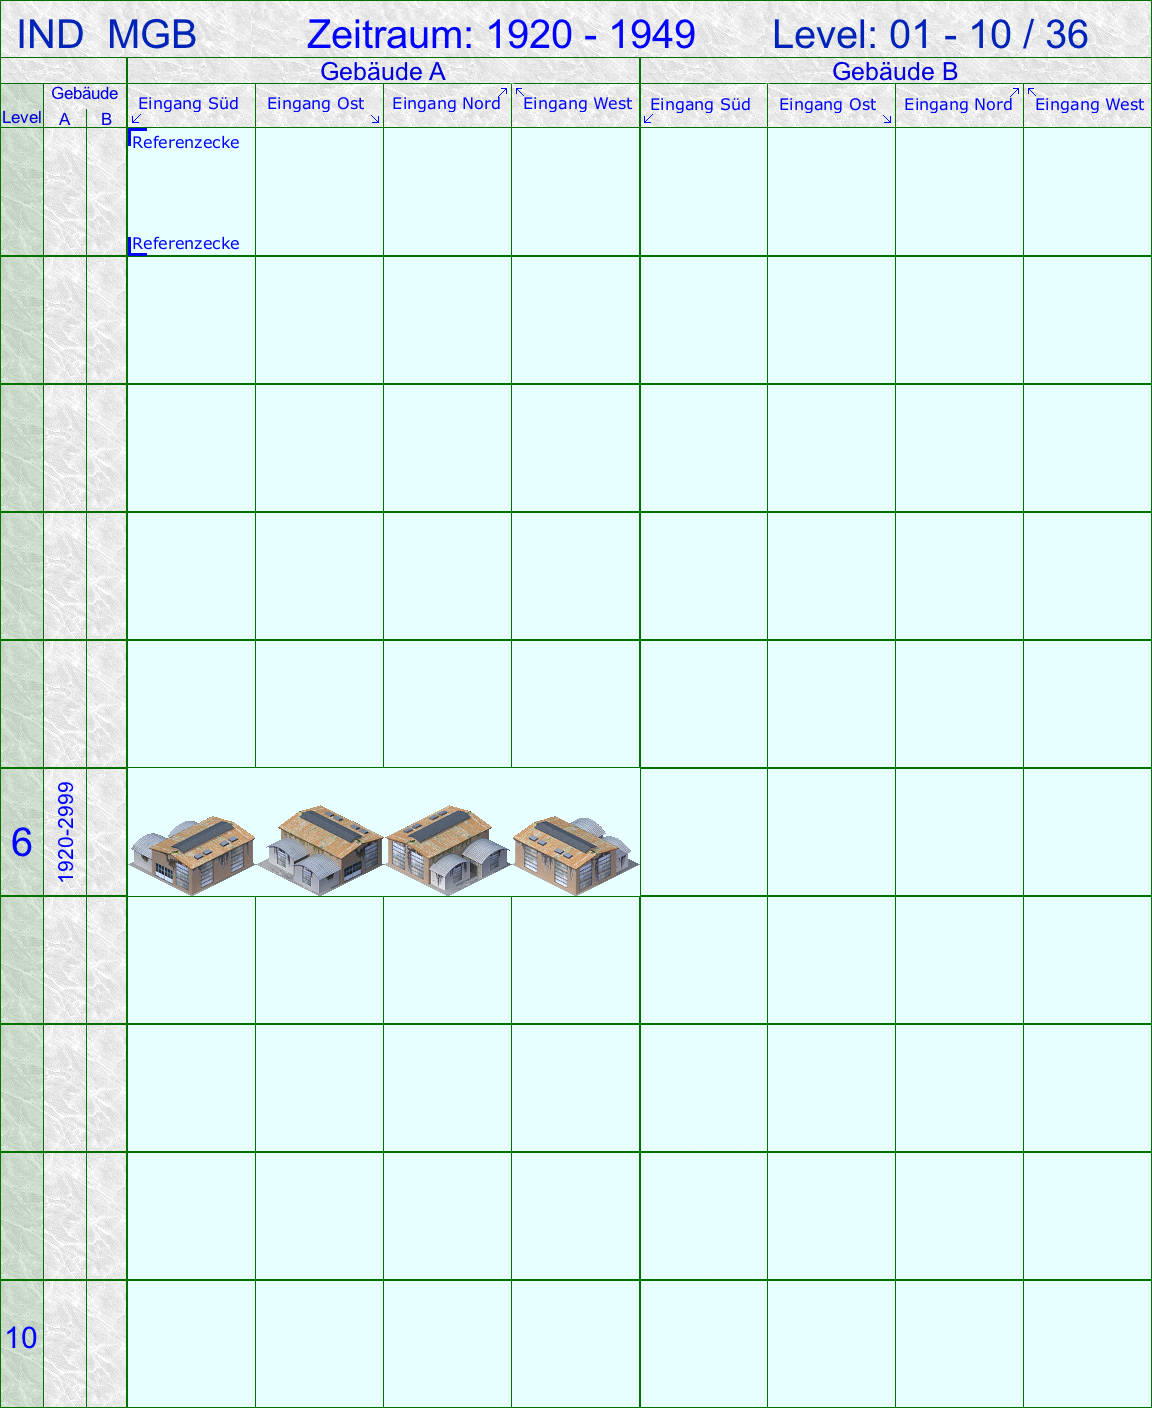 IND MGB Zeitraum: 1920 - 1949 Level: 01 - 10 / 36
Gebäude A Gebäude B
Gebäude
Eingang Süd Eingang Ost Eingang Nord Eingang West Eingang Süd Eingang Ost Eingang Nord Eingang West
Level A B
Referenzecke
Referenzecke
6 1920-2999
10